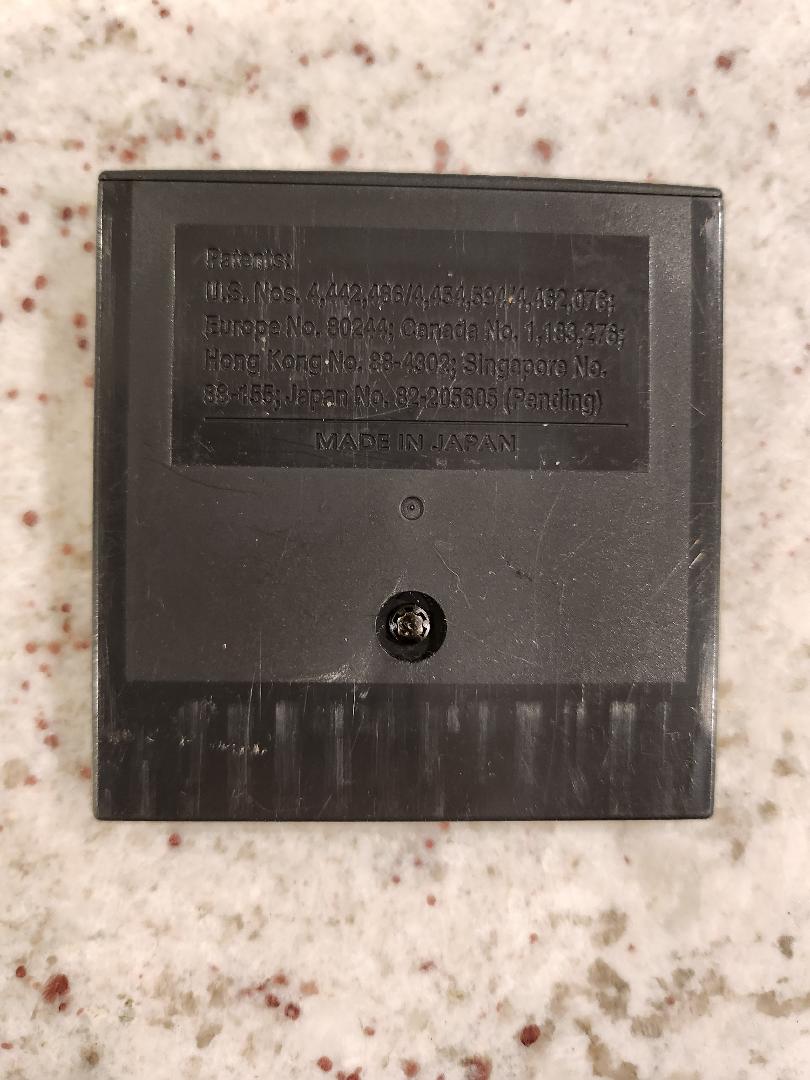 Patents:
U.S. Nos. 4,442,486/4,454,594/4,462,076;
Europe No. 80244; Canada No. 1,183,276;
Hong Kong No. 88-4302; Singapore No.
88-155; Japan No. 82-205605 (Pending)
MADE IN JAPAN